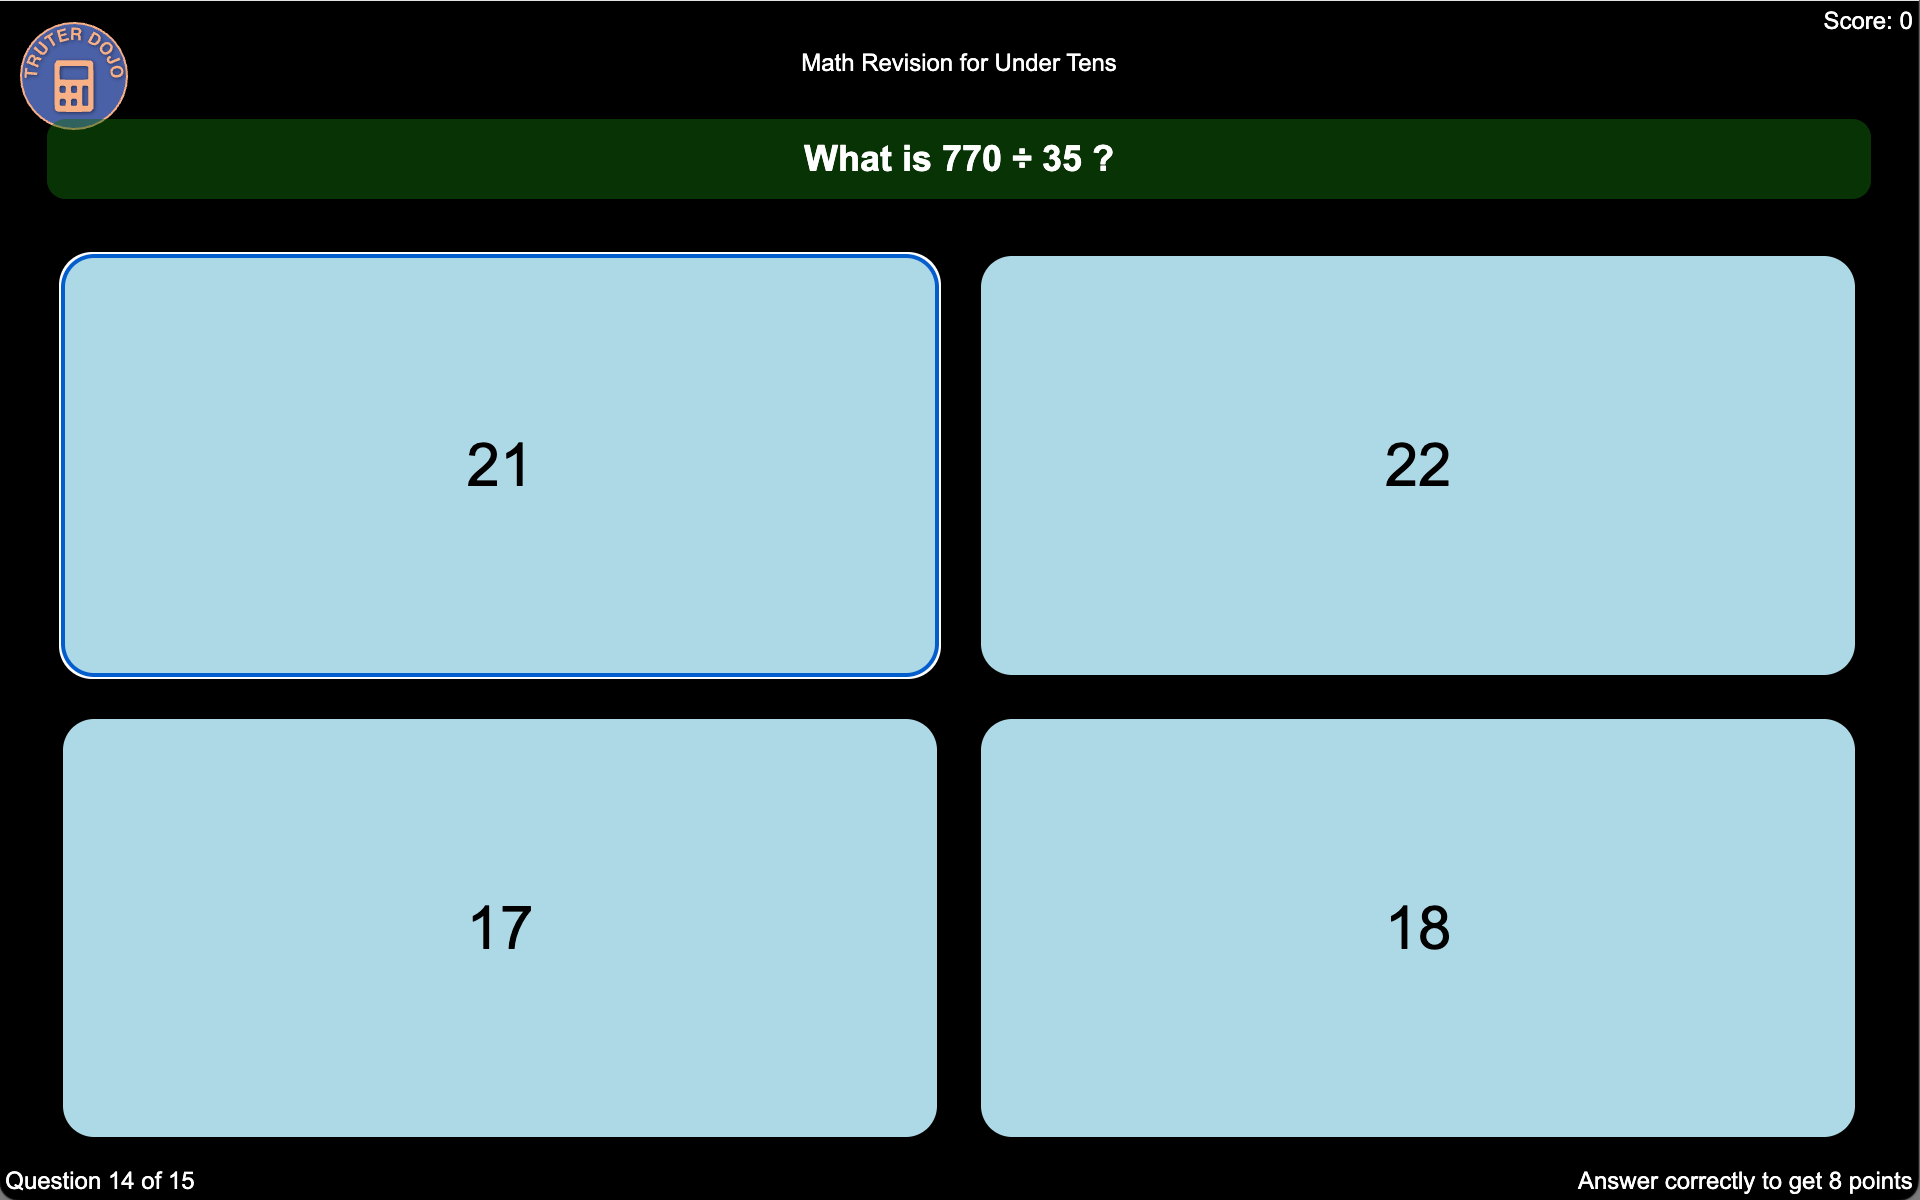 Score: 0
TRUTER DOJO
Math Revision for Under Tens
What is 770 ÷ 35 ?
21
22
17
18
Question 14 of 15
Answer correctly to get 8 points